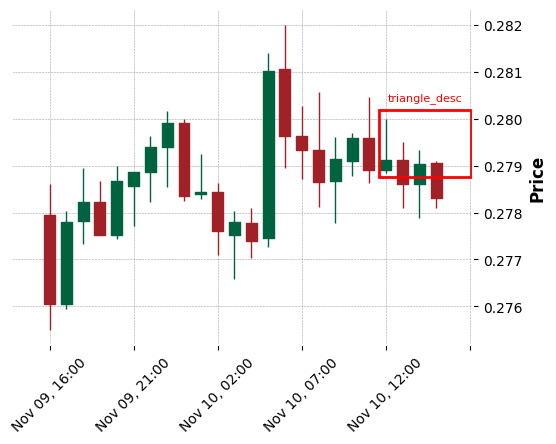 0.282
0.281
triangle_desc
0.280
0.279
0.278
0.277
0.276
Price
Nov 09, 16:00
Nov 09, 21:00
Nov 10, 02:00
Nov 10, 07:00
Nov 10, 12:00